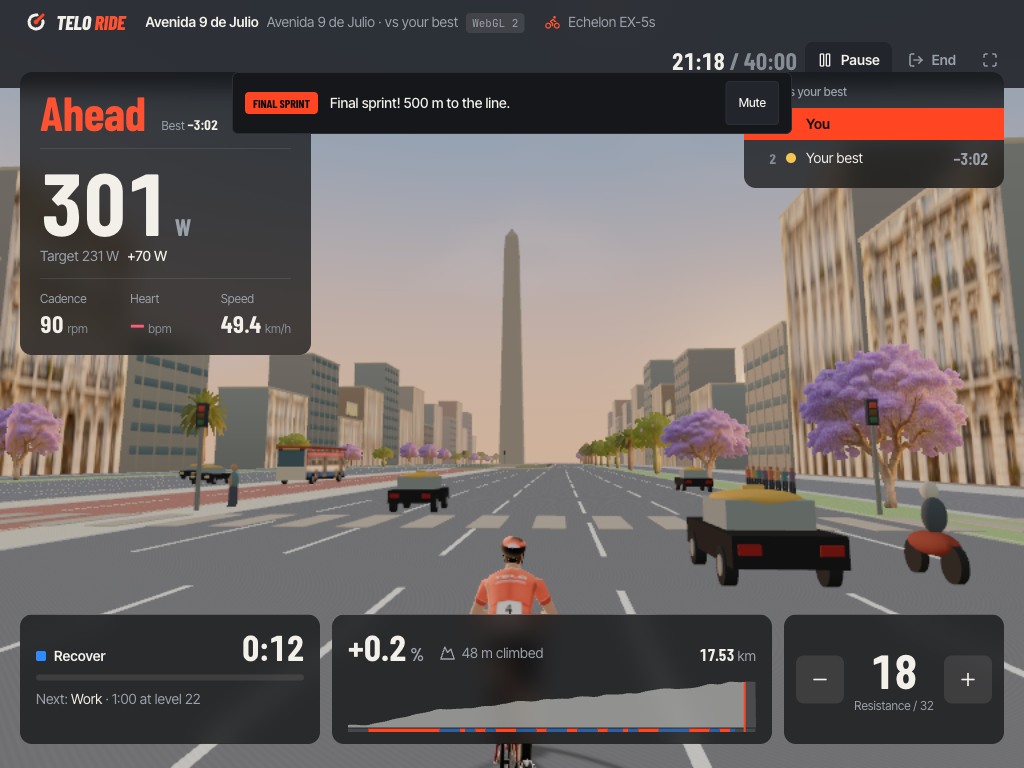 TELO RIDE Avenida 9 de Julio Avenida 9 de Julio · vs your best WebGL 2 Echelon EX-5s
21:18 / 40:00 Pause End
FINAL SPRINT Final sprint! 500 m to the line. Mute
Ahead Best −3:02
s your best
You
2 Your best −3:02
301 W
Target 231 W +70 W
Cadence Heart Speed
90 rpm — bpm 49.4 km/h
TELO
4
Recover 0:12
Next: Work · 1:00 at level 22
+0.2 % 48 m climbed 17.53 km
− 18 +
Resistance / 32